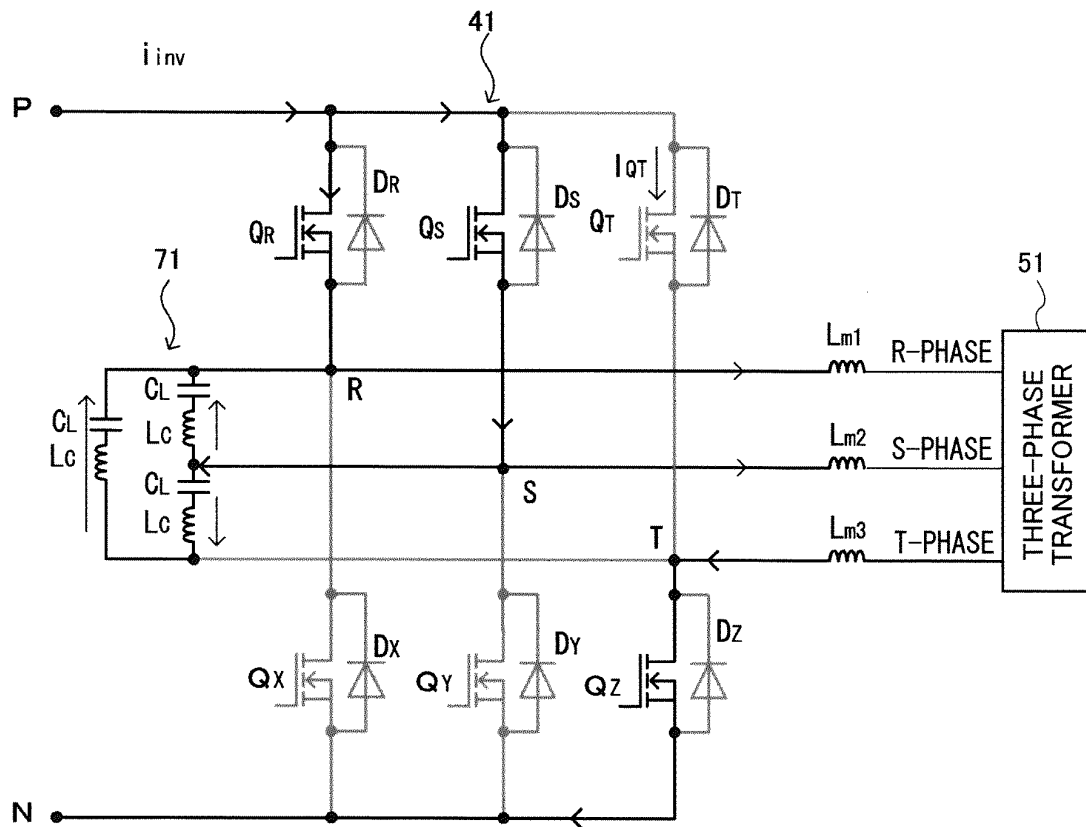 41
iinv
P
DR
DS
IQT
DT
QR
QS
QT
71
51
Lm1
R-PHASE
R
CL
CL
LC
LC
Lm2
S-PHASE
S
CL
LC
T
Lm3
T-PHASE
THREE-PHASE
TRANSFORMER
DX
DY
DZ
QX
QY
QZ
N